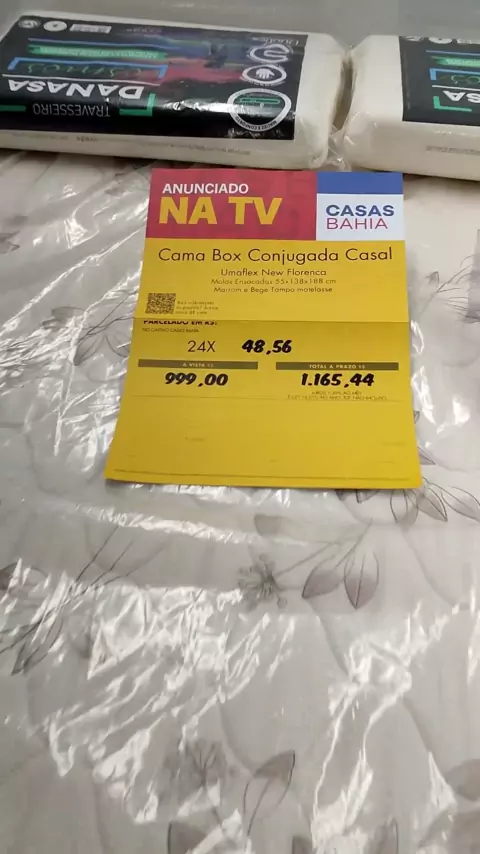 TRAVESSEIRO
DANASA
DANASA
ANUNCIADO
NA TV
CASAS
BAHIA
Cama Box Conjugada Casal
Umaflex New Florenca
Molas Ensacadas 55x138x188 cm
Marrom e Bege Tampo matelasse
PARCELADO EM R$:
24X 48,56
À VISTA
999,00
TOTAL A PRAZO
1.165,44